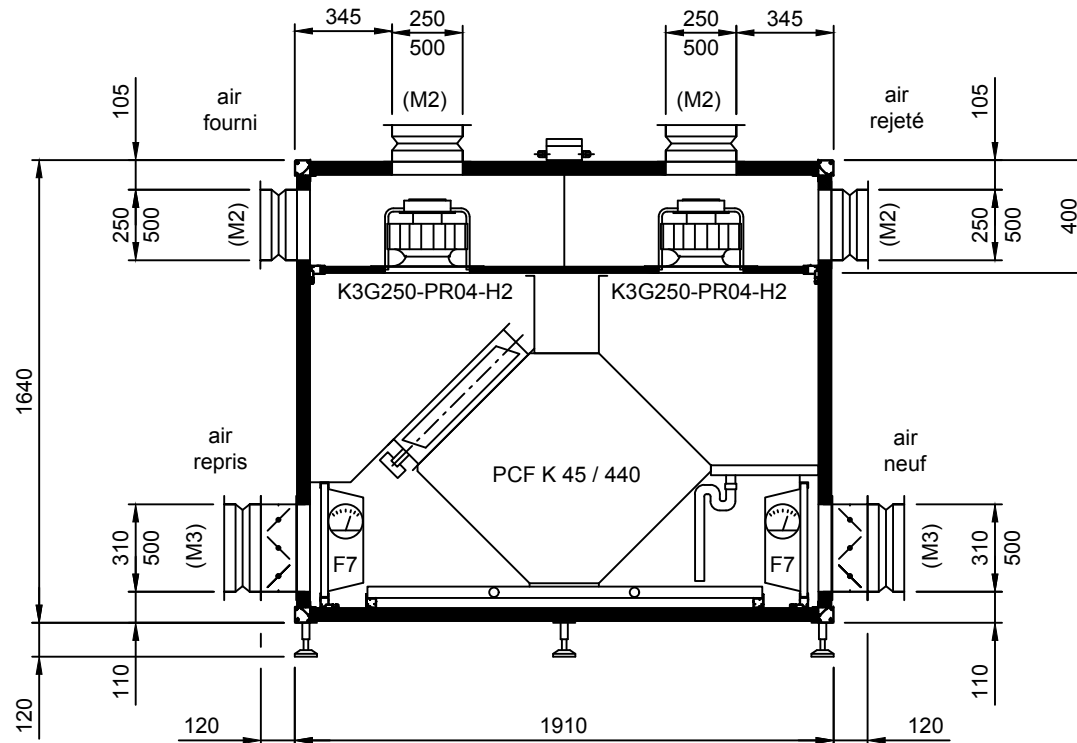 345
250
500
250
500
345
(M2)
(M2)
air
fourni
air
rejeté
105
105
250
500
(M2)
(M2)
250
500
400
K3G250-PR04-H2
K3G250-PR04-H2
1640
air
repris
air
neuf
PCF K 45 / 440
310
500
(M3)
F7
F7
(M3)
310
500
110
110
120
120
1910
120